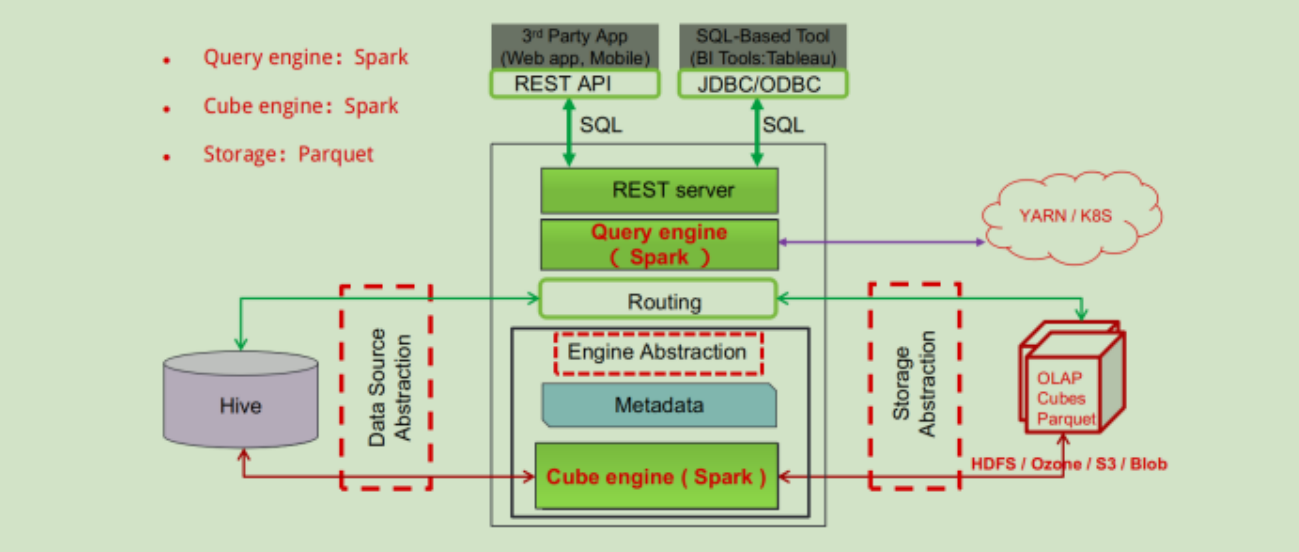 • Query engine: Spark
• Cube engine: Spark
• Storage: Parquet
3rd Party App
(Web app, Mobile)
REST API
SQL-Based Tool
(BI Tools:Tableau)
JDBC/ODBC
SQL
SQL
REST server
Query engine
( Spark )
YARN / K8S
Routing
Engine Abstraction
Metadata
Cube engine ( Spark )
Hive
Data Source
Abstraction
Storage
Abstraction
OLAP
Cubes
Parquet
HDFS / Ozone / S3 / Blob